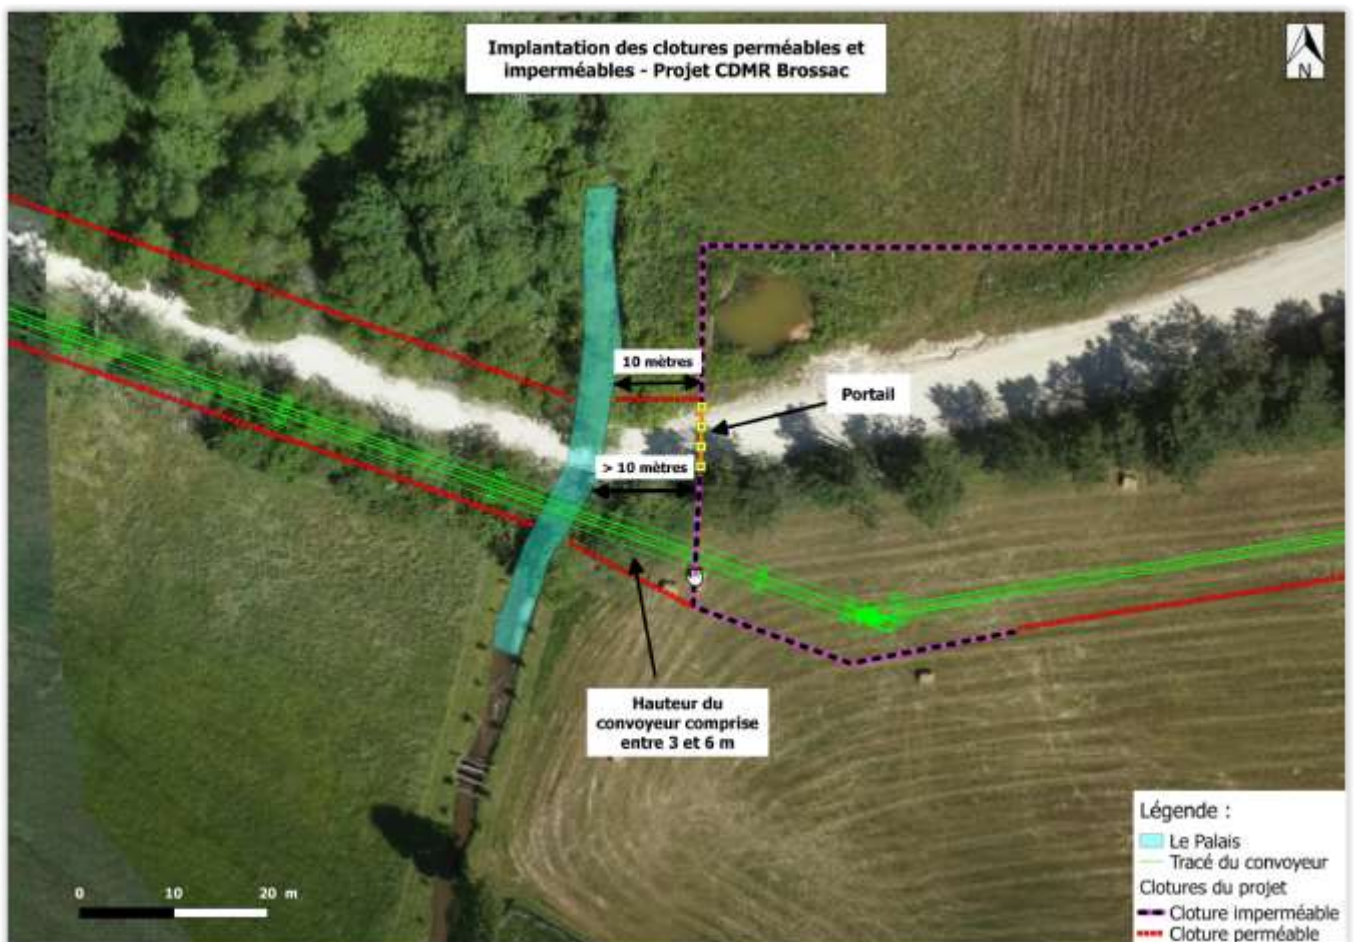 Implantation des clotures perméables et
imperméables - Projet CDMR Brossac
N
10 mètres
Portail
> 10 mètres
Hauteur du
convoyeur comprise
entre 3 et 6 m
Légende :
Le Palais
Tracé du convoyeur
Clotures du projet
Cloture imperméable
Cloture perméable
0 10 20 m